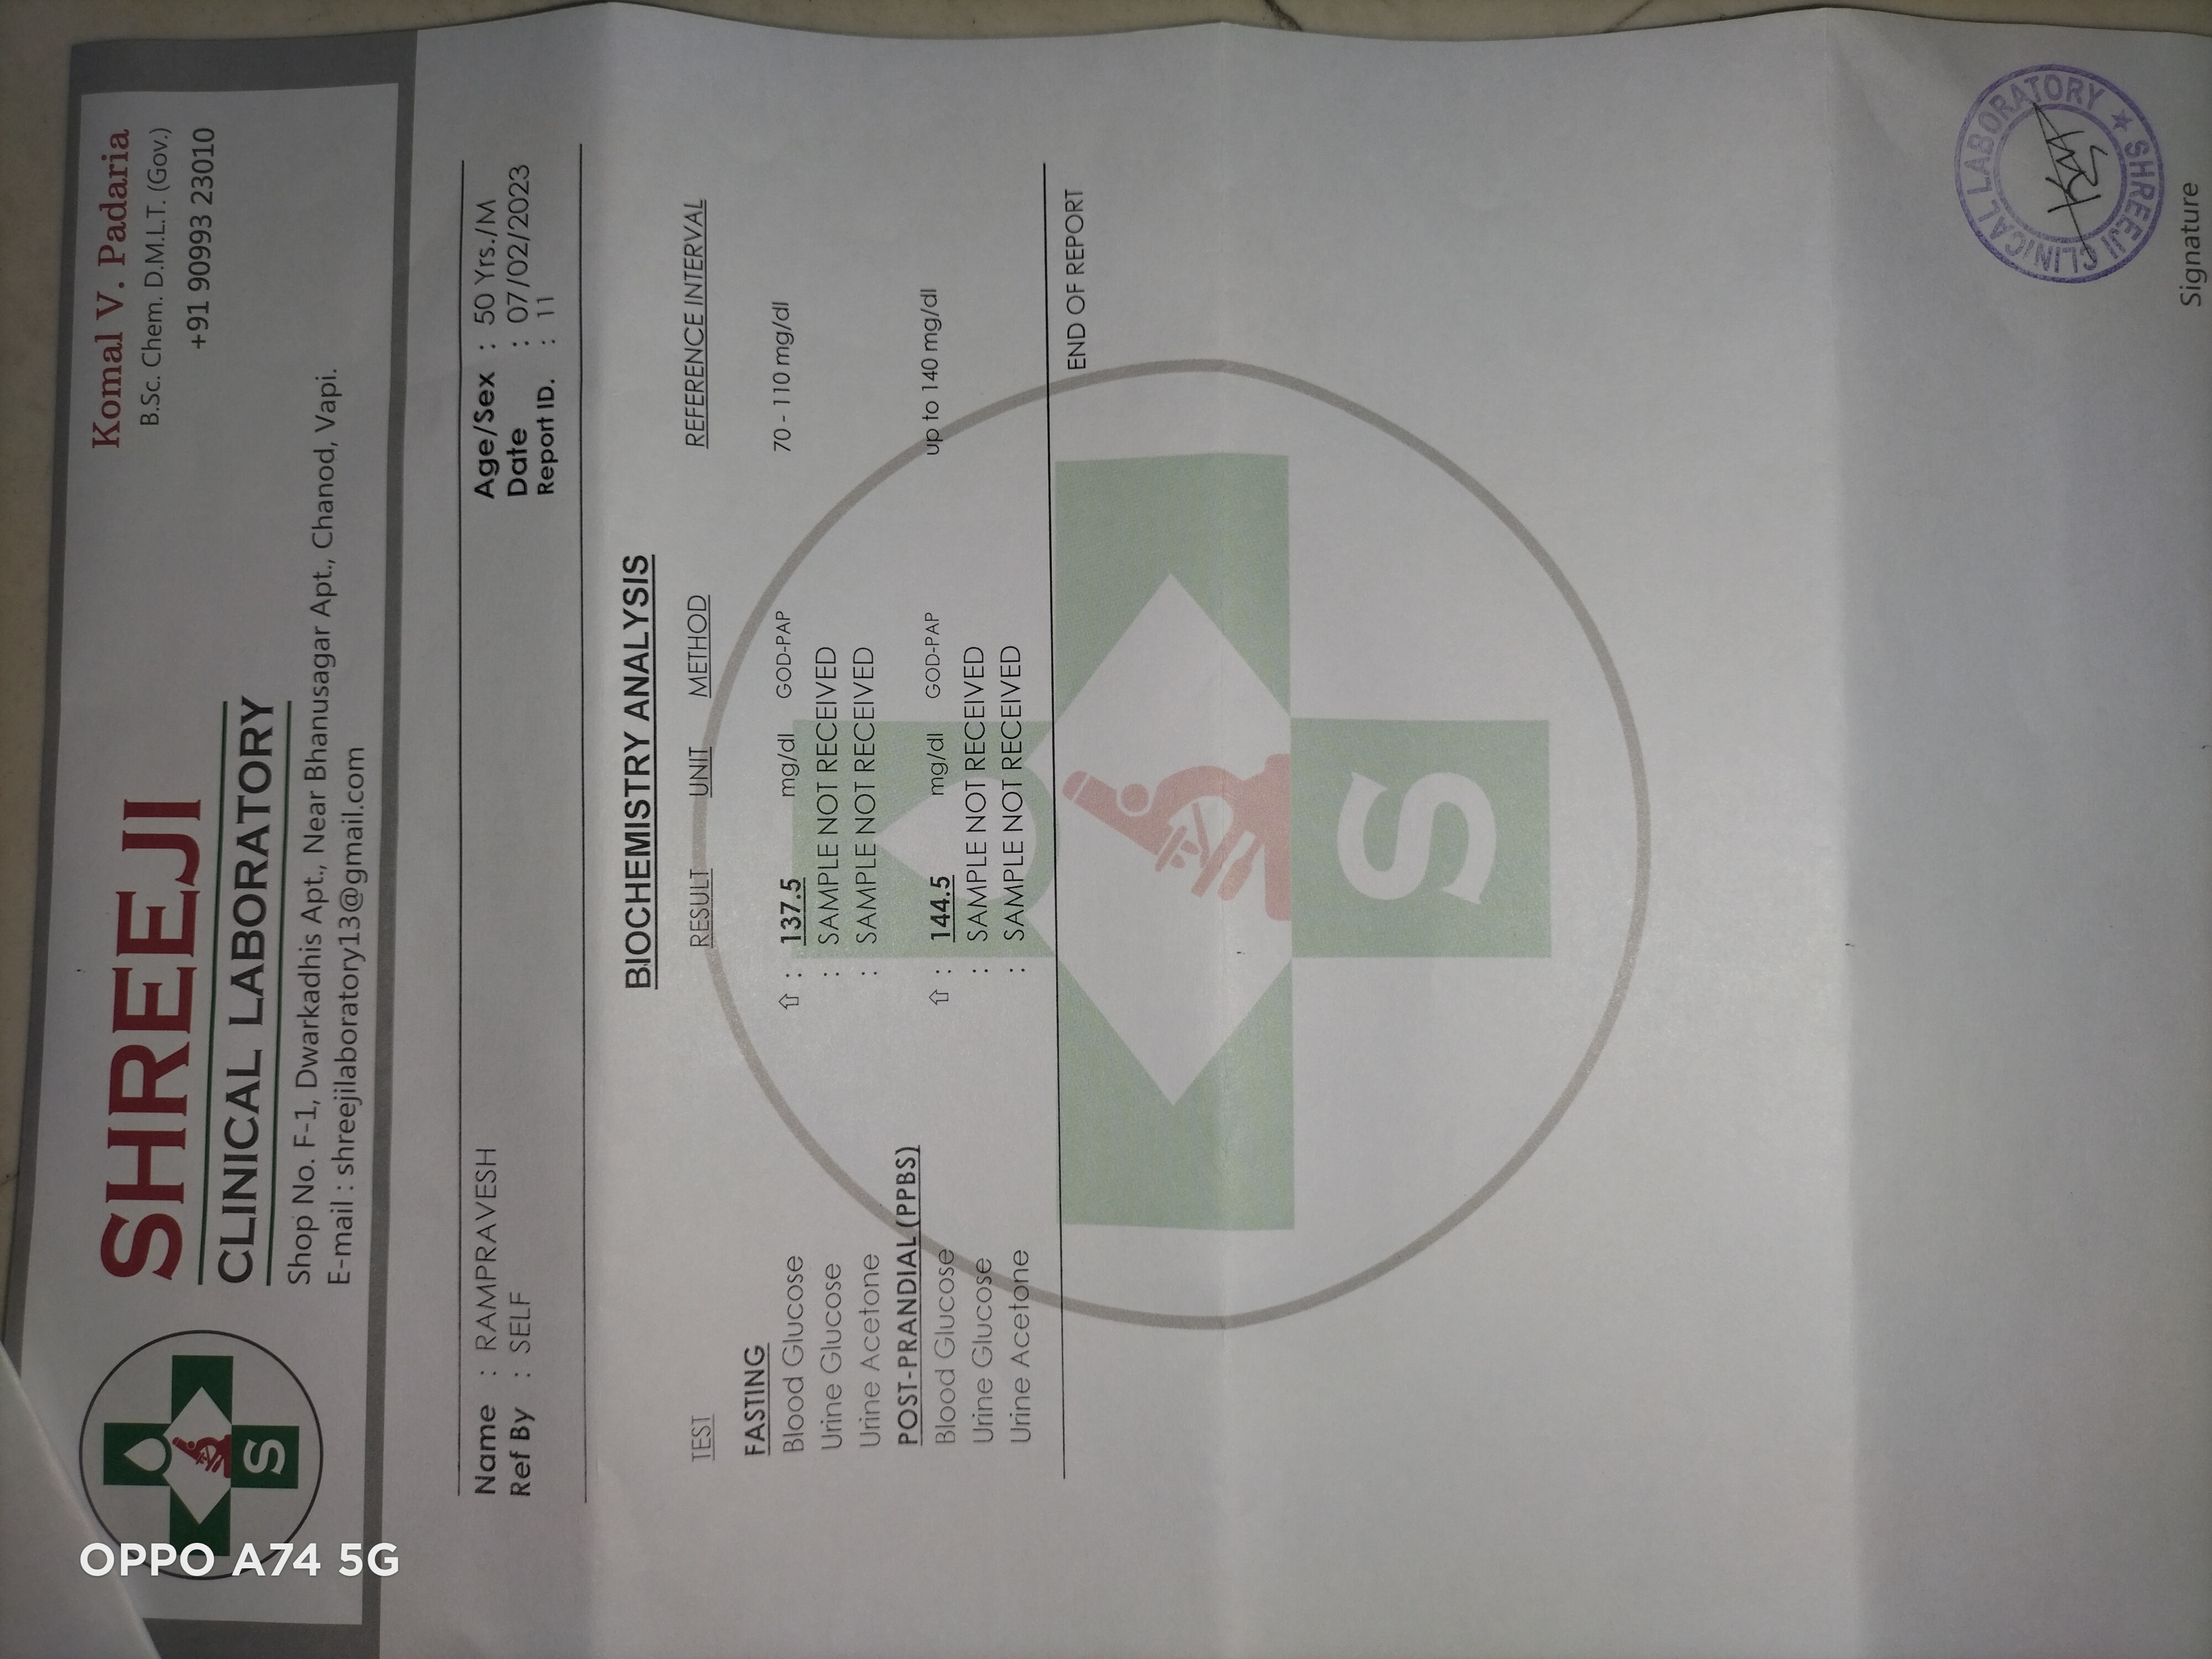 SHREEJI
CLINICAL LABORATORY
Shop No. F-1, Dwarkadhis Apt., Near Bhanusagar Apt., Chanod, Vapi.
E-mail : shreejilaboratory13@gmail.com
Komal V. Padaria
B.Sc. Chem. D.M.L.T. (Gov.)
+91 90993 23010
S
Name : RAMPRAVESH Age/Sex : 50 Yrs./M
Ref By : SELF Date : 07/02/2023
Report ID. : 11
BIOCHEMISTRY ANALYSIS
TEST RESULT UNIT METHOD REFERENCE INTERVAL
FASTING
Blood Glucose ⇧ : 137.5 mg/dl GOD-PAP 70 - 110 mg/dl
Urine Glucose : SAMPLE NOT RECEIVED
Urine Acetone : SAMPLE NOT RECEIVED
POST-PRANDIAL(PPBS)
Blood Glucose ⇧ : 144.5 mg/dl GOD-PAP up to 140 mg/dl
Urine Glucose : SAMPLE NOT RECEIVED
Urine Acetone : SAMPLE NOT RECEIVED
END OF REPORT
S
SHREEJI CLINICAL LABORATORY
Signature
OPPO A74 5G